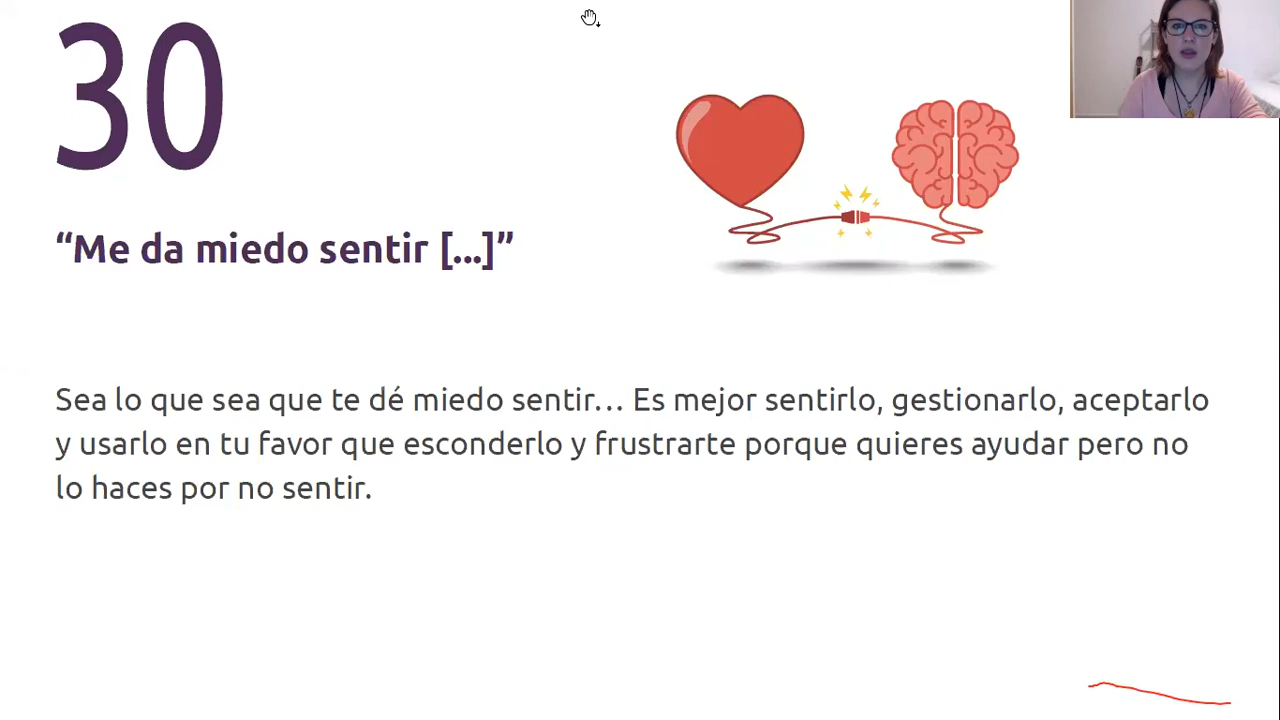 30
“Me da miedo sentir [...]”
Sea lo que sea que te dé miedo sentir... Es mejor sentirlo, gestionarlo, aceptarlo
y usarlo en tu favor que esconderlo y frustrarte porque quieres ayudar pero no
lo haces por no sentir.